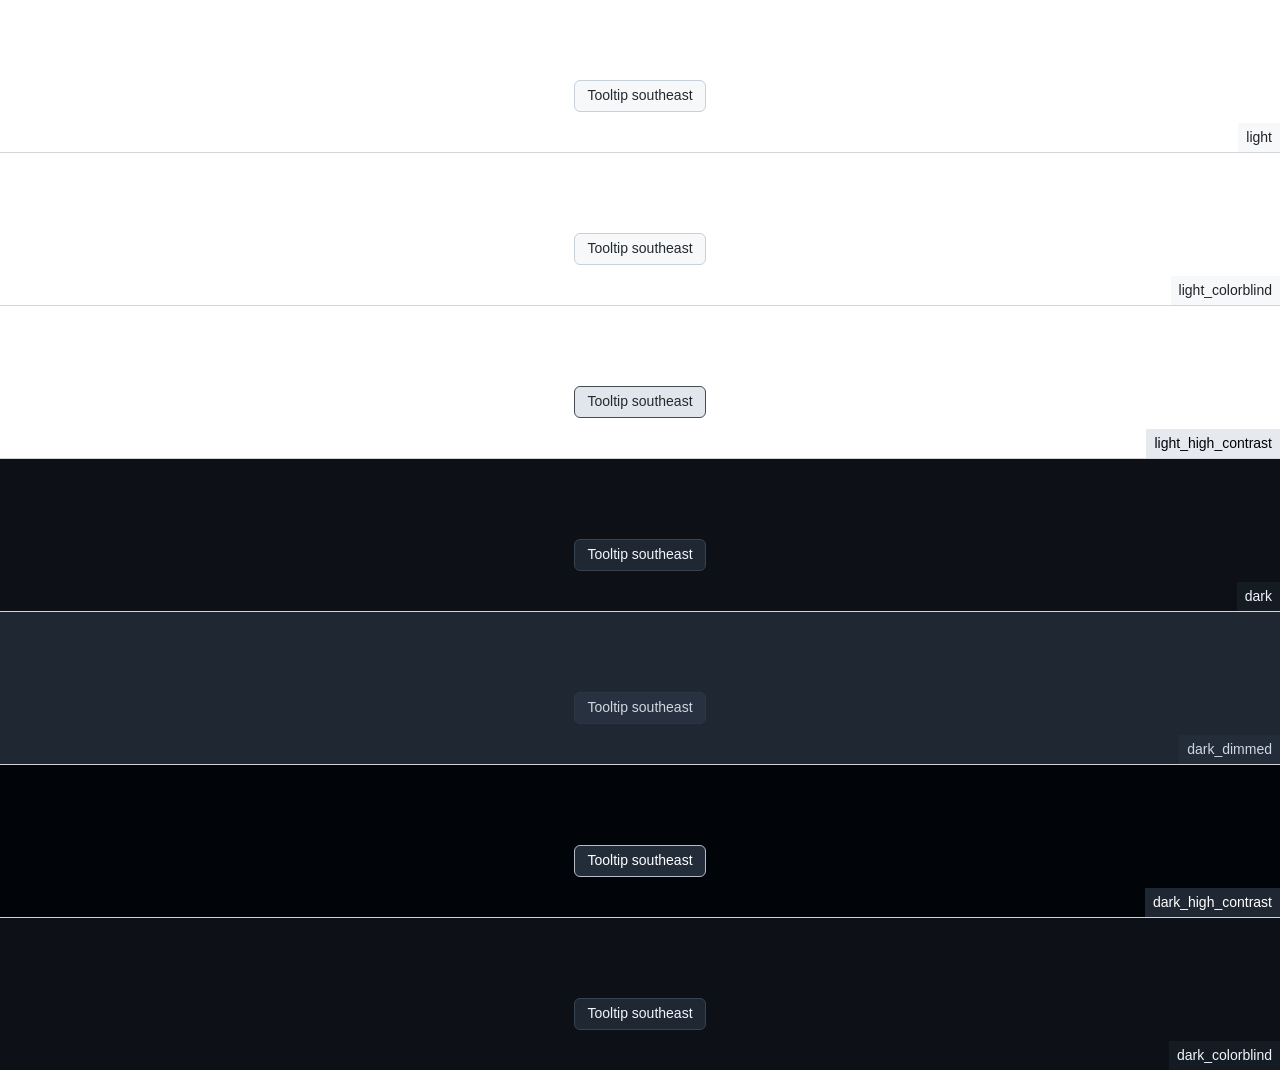 Tooltip southeast
light
Tooltip southeast
light_colorblind
Tooltip southeast
light_high_contrast
Tooltip southeast
dark
Tooltip southeast
dark_dimmed
Tooltip southeast
dark_high_contrast
Tooltip southeast
dark_colorblind